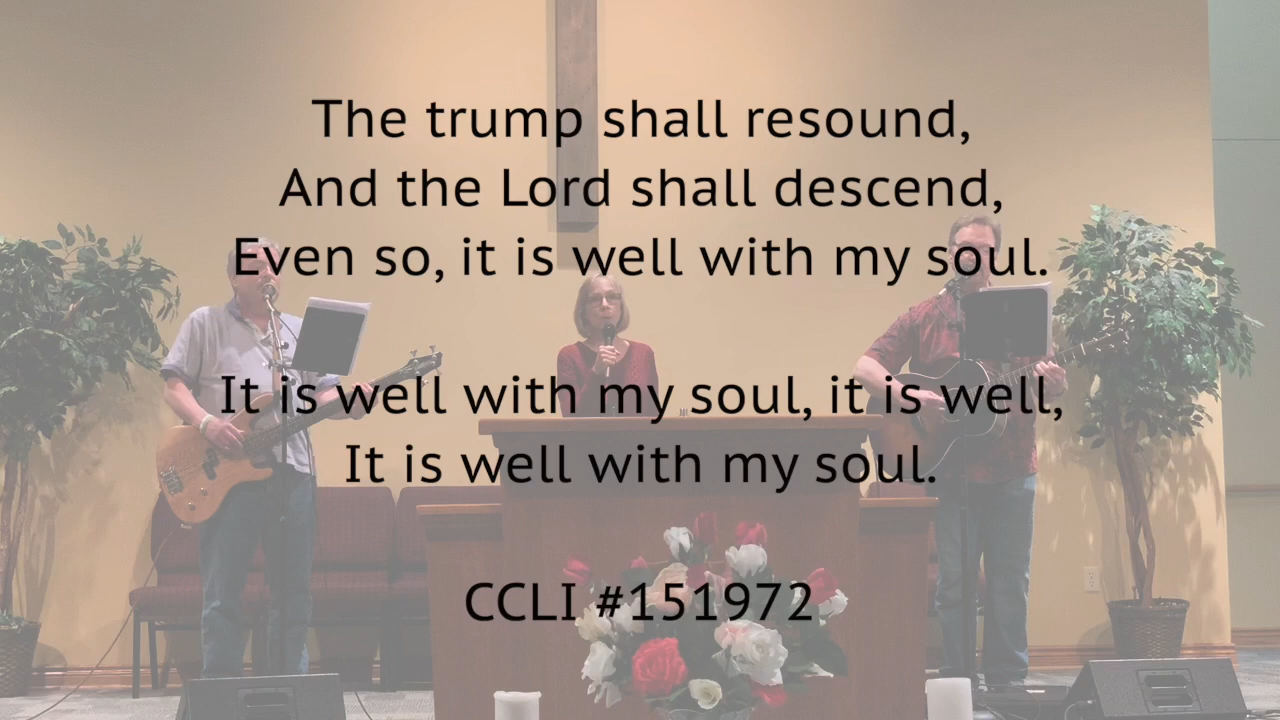 The trump shall resound,
And the Lord shall descend,
Even so, it is well with my soul.
It is well with my soul, it is well,
It is well with my soul.
CCLI #151972